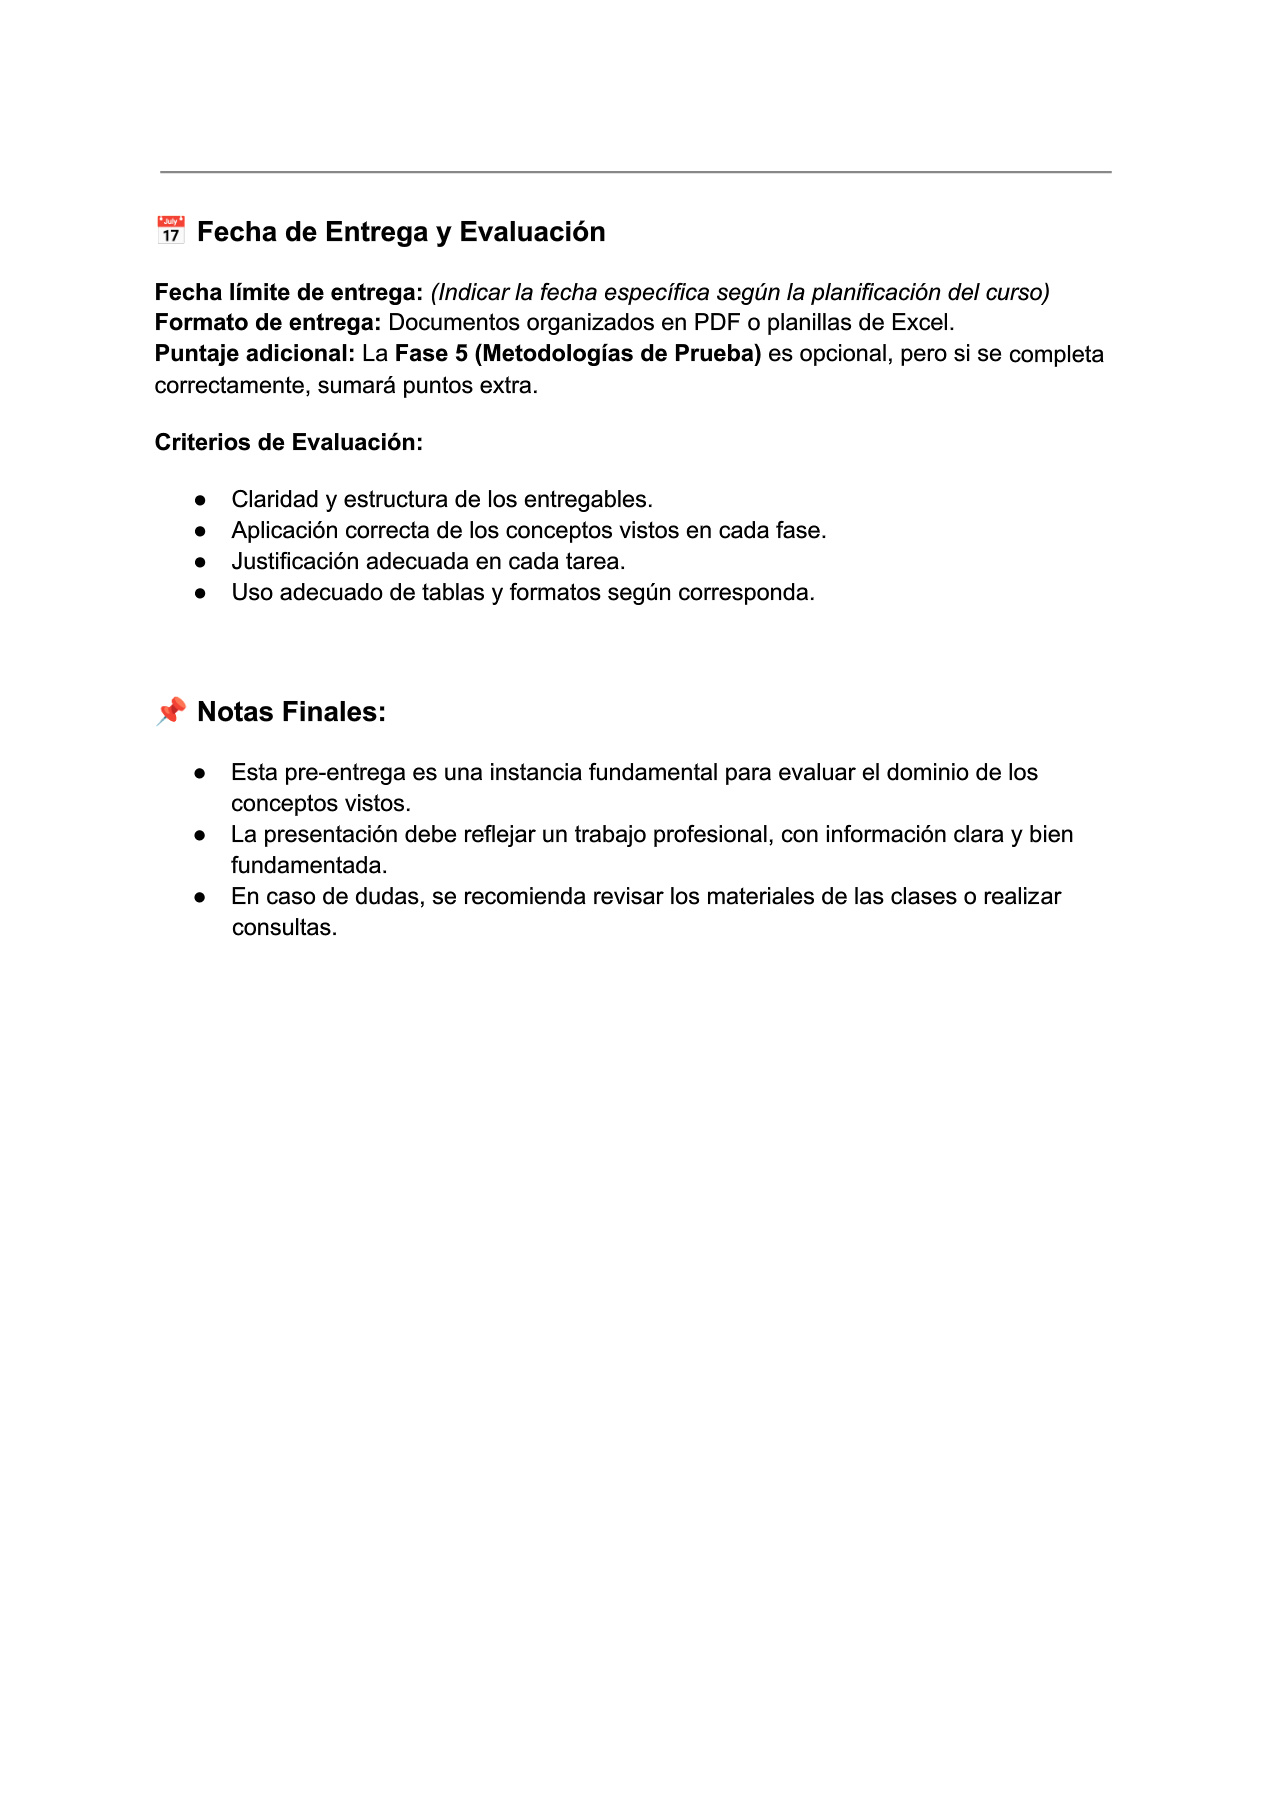 📅 Fecha de Entrega y Evaluación
Fecha límite de entrega: (Indicar la fecha específica según la planificación del curso)
Formato de entrega: Documentos organizados en PDF o planillas de Excel.
Puntaje adicional: La Fase 5 (Metodologías de Prueba) es opcional, pero si se completa
correctamente, sumará puntos extra.
Criterios de Evaluación:
● Claridad y estructura de los entregables.
● Aplicación correcta de los conceptos vistos en cada fase.
● Justificación adecuada en cada tarea.
● Uso adecuado de tablas y formatos según corresponda.
📌 Notas Finales:
● Esta pre-entrega es una instancia fundamental para evaluar el dominio de los
conceptos vistos.
● La presentación debe reflejar un trabajo profesional, con información clara y bien
fundamentada.
● En caso de dudas, se recomienda revisar los materiales de las clases o realizar
consultas.